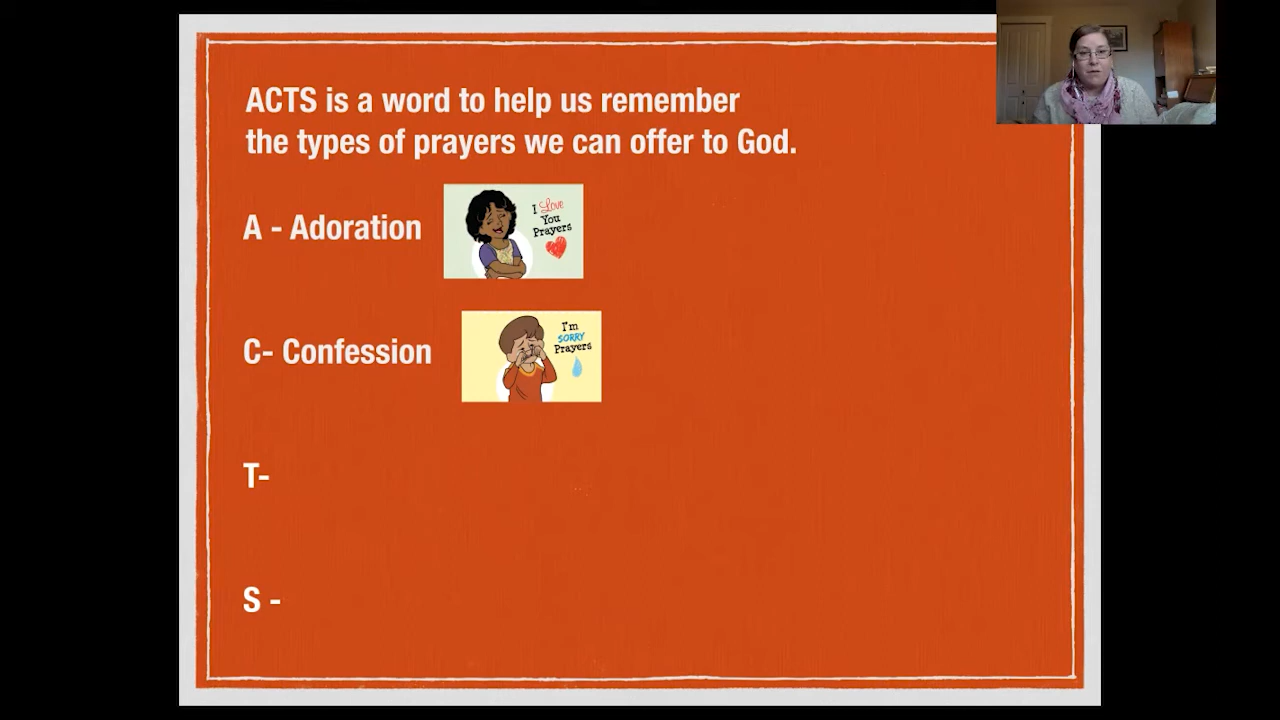 ACTS is a word to help us remember
the types of prayers we can offer to God.
A - Adoration
I Love
You
Prayers
C- Confession
I'm
SORRY
Prayers
T-
S -